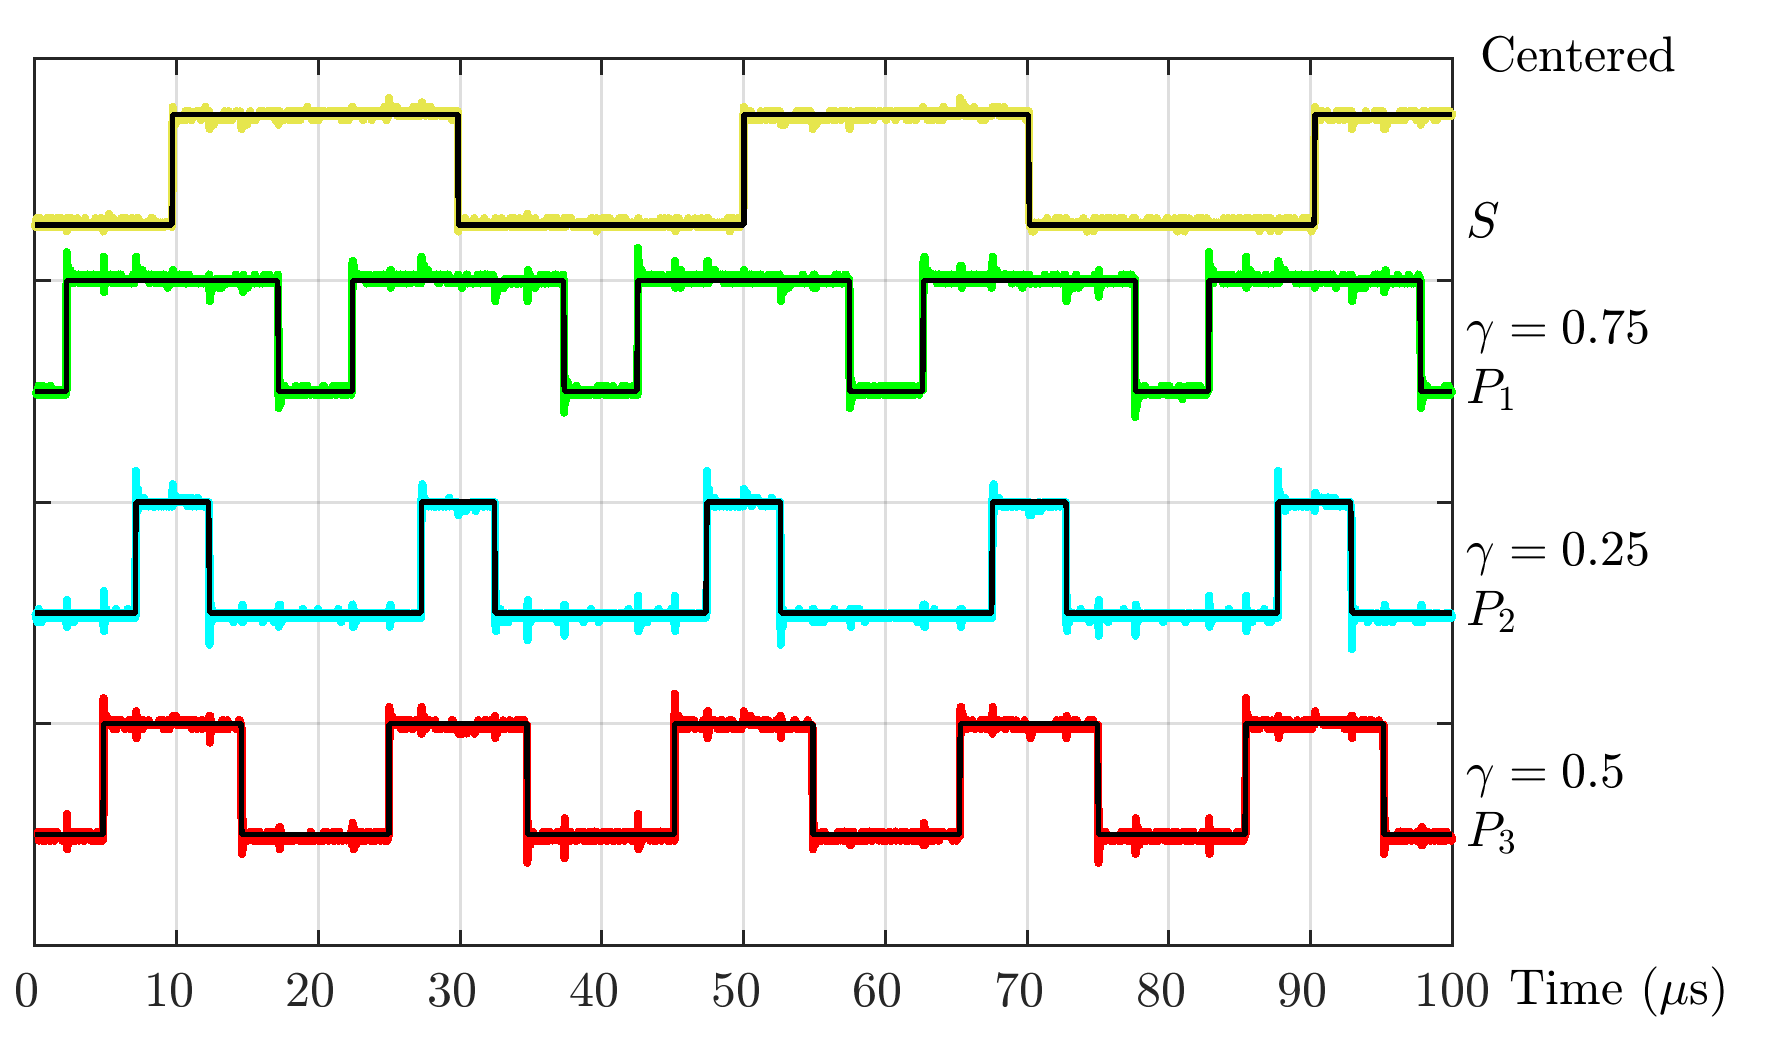 Centered
S
γ = 0.75
P₁
γ = 0.25
P₂
γ = 0.5
P₃
0 10 20 30 40 50 60 70 80 90 100 Time (μs)